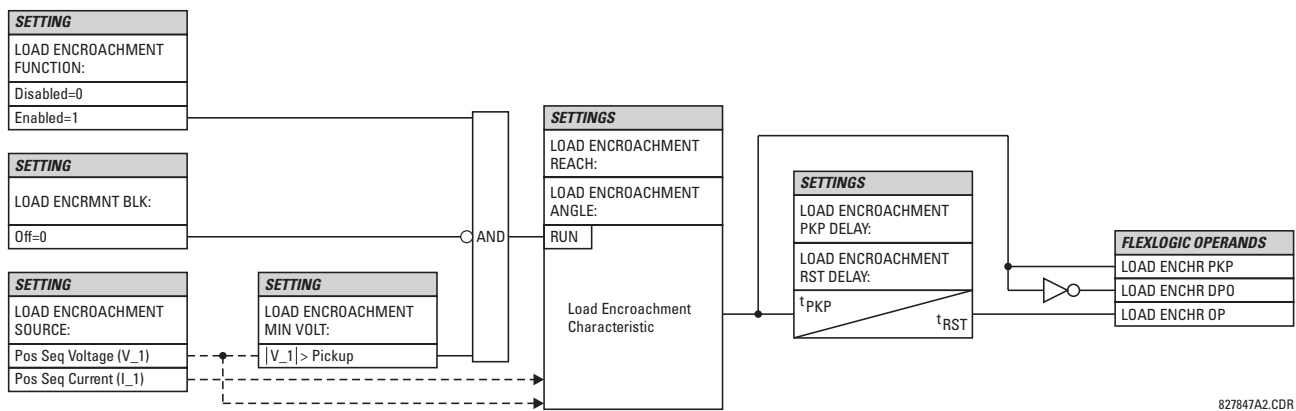 SETTING
LOAD ENCROACHMENT
FUNCTION:
Disabled=0
Enabled=1
SETTING
LOAD ENCRMNT BLK:
Off=0
SETTING
LOAD ENCROACHMENT
SOURCE:
Pos Seq Voltage (V_1)
Pos Seq Current (I_1)
SETTING
LOAD ENCROACHMENT
MIN VOLT:
|V_1| > Pickup
AND
SETTINGS
LOAD ENCROACHMENT
REACH:
LOAD ENCROACHMENT
ANGLE:
RUN
Load Encroachment
Characteristic
SETTINGS
LOAD ENCROACHMENT
PKP DELAY:
LOAD ENCROACHMENT
RST DELAY:
tPKP
tRST
FLEXLOGIC OPERANDS
LOAD ENCHR PKP
LOAD ENCHR DPO
LOAD ENCHR OP
827847A2.CDR